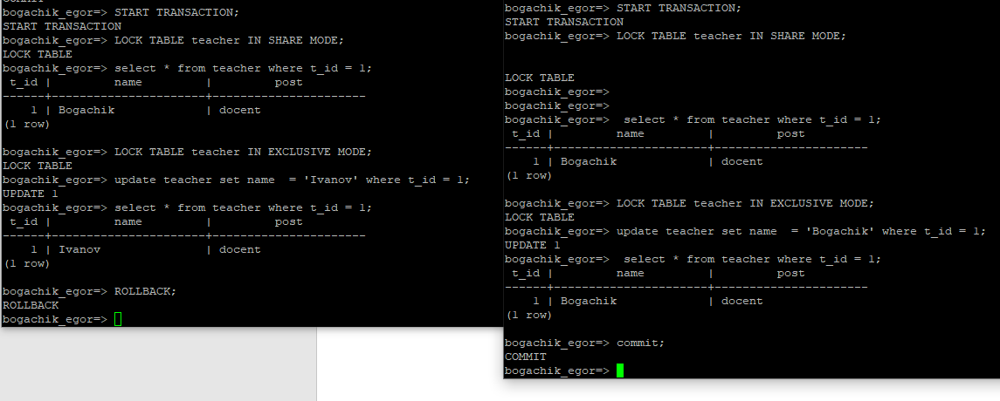 COMMIT
bogachik_egor=> START TRANSACTION;
START TRANSACTION
bogachik_egor=> LOCK TABLE teacher IN SHARE MODE;
LOCK TABLE
bogachik_egor=> select * from teacher where t_id = 1;
 t_id |         name          |         post
------+-----------------------+----------------------
    1 | Bogachik              | docent
(1 row)
bogachik_egor=> LOCK TABLE teacher IN EXCLUSIVE MODE;
LOCK TABLE
bogachik_egor=> update teacher set name  = 'Ivanov' where t_id = 1;
UPDATE 1
bogachik_egor=> select * from teacher where t_id = 1;
 t_id |         name          |         post
------+-----------------------+----------------------
    1 | Ivanov                | docent
(1 row)
bogachik_egor=> ROLLBACK;
ROLLBACK
bogachik_egor=>
bogachik_egor=> START TRANSACTION;
START TRANSACTION
bogachik_egor=> LOCK TABLE teacher IN SHARE MODE;
LOCK TABLE
bogachik_egor=>
bogachik_egor=>
bogachik_egor=>  select * from teacher where t_id = 1;
 t_id |         name          |         post
------+-----------------------+----------------------
    1 | Bogachik              | docent
(1 row)
bogachik_egor=> LOCK TABLE teacher IN EXCLUSIVE MODE;
LOCK TABLE
bogachik_egor=> update teacher set name  = 'Bogachik' where t_id = 1;
UPDATE 1
bogachik_egor=>  select * from teacher where t_id = 1;
 t_id |         name          |         post
------+-----------------------+----------------------
    1 | Bogachik              | docent
(1 row)
bogachik_egor=> commit;
COMMIT
bogachik_egor=>